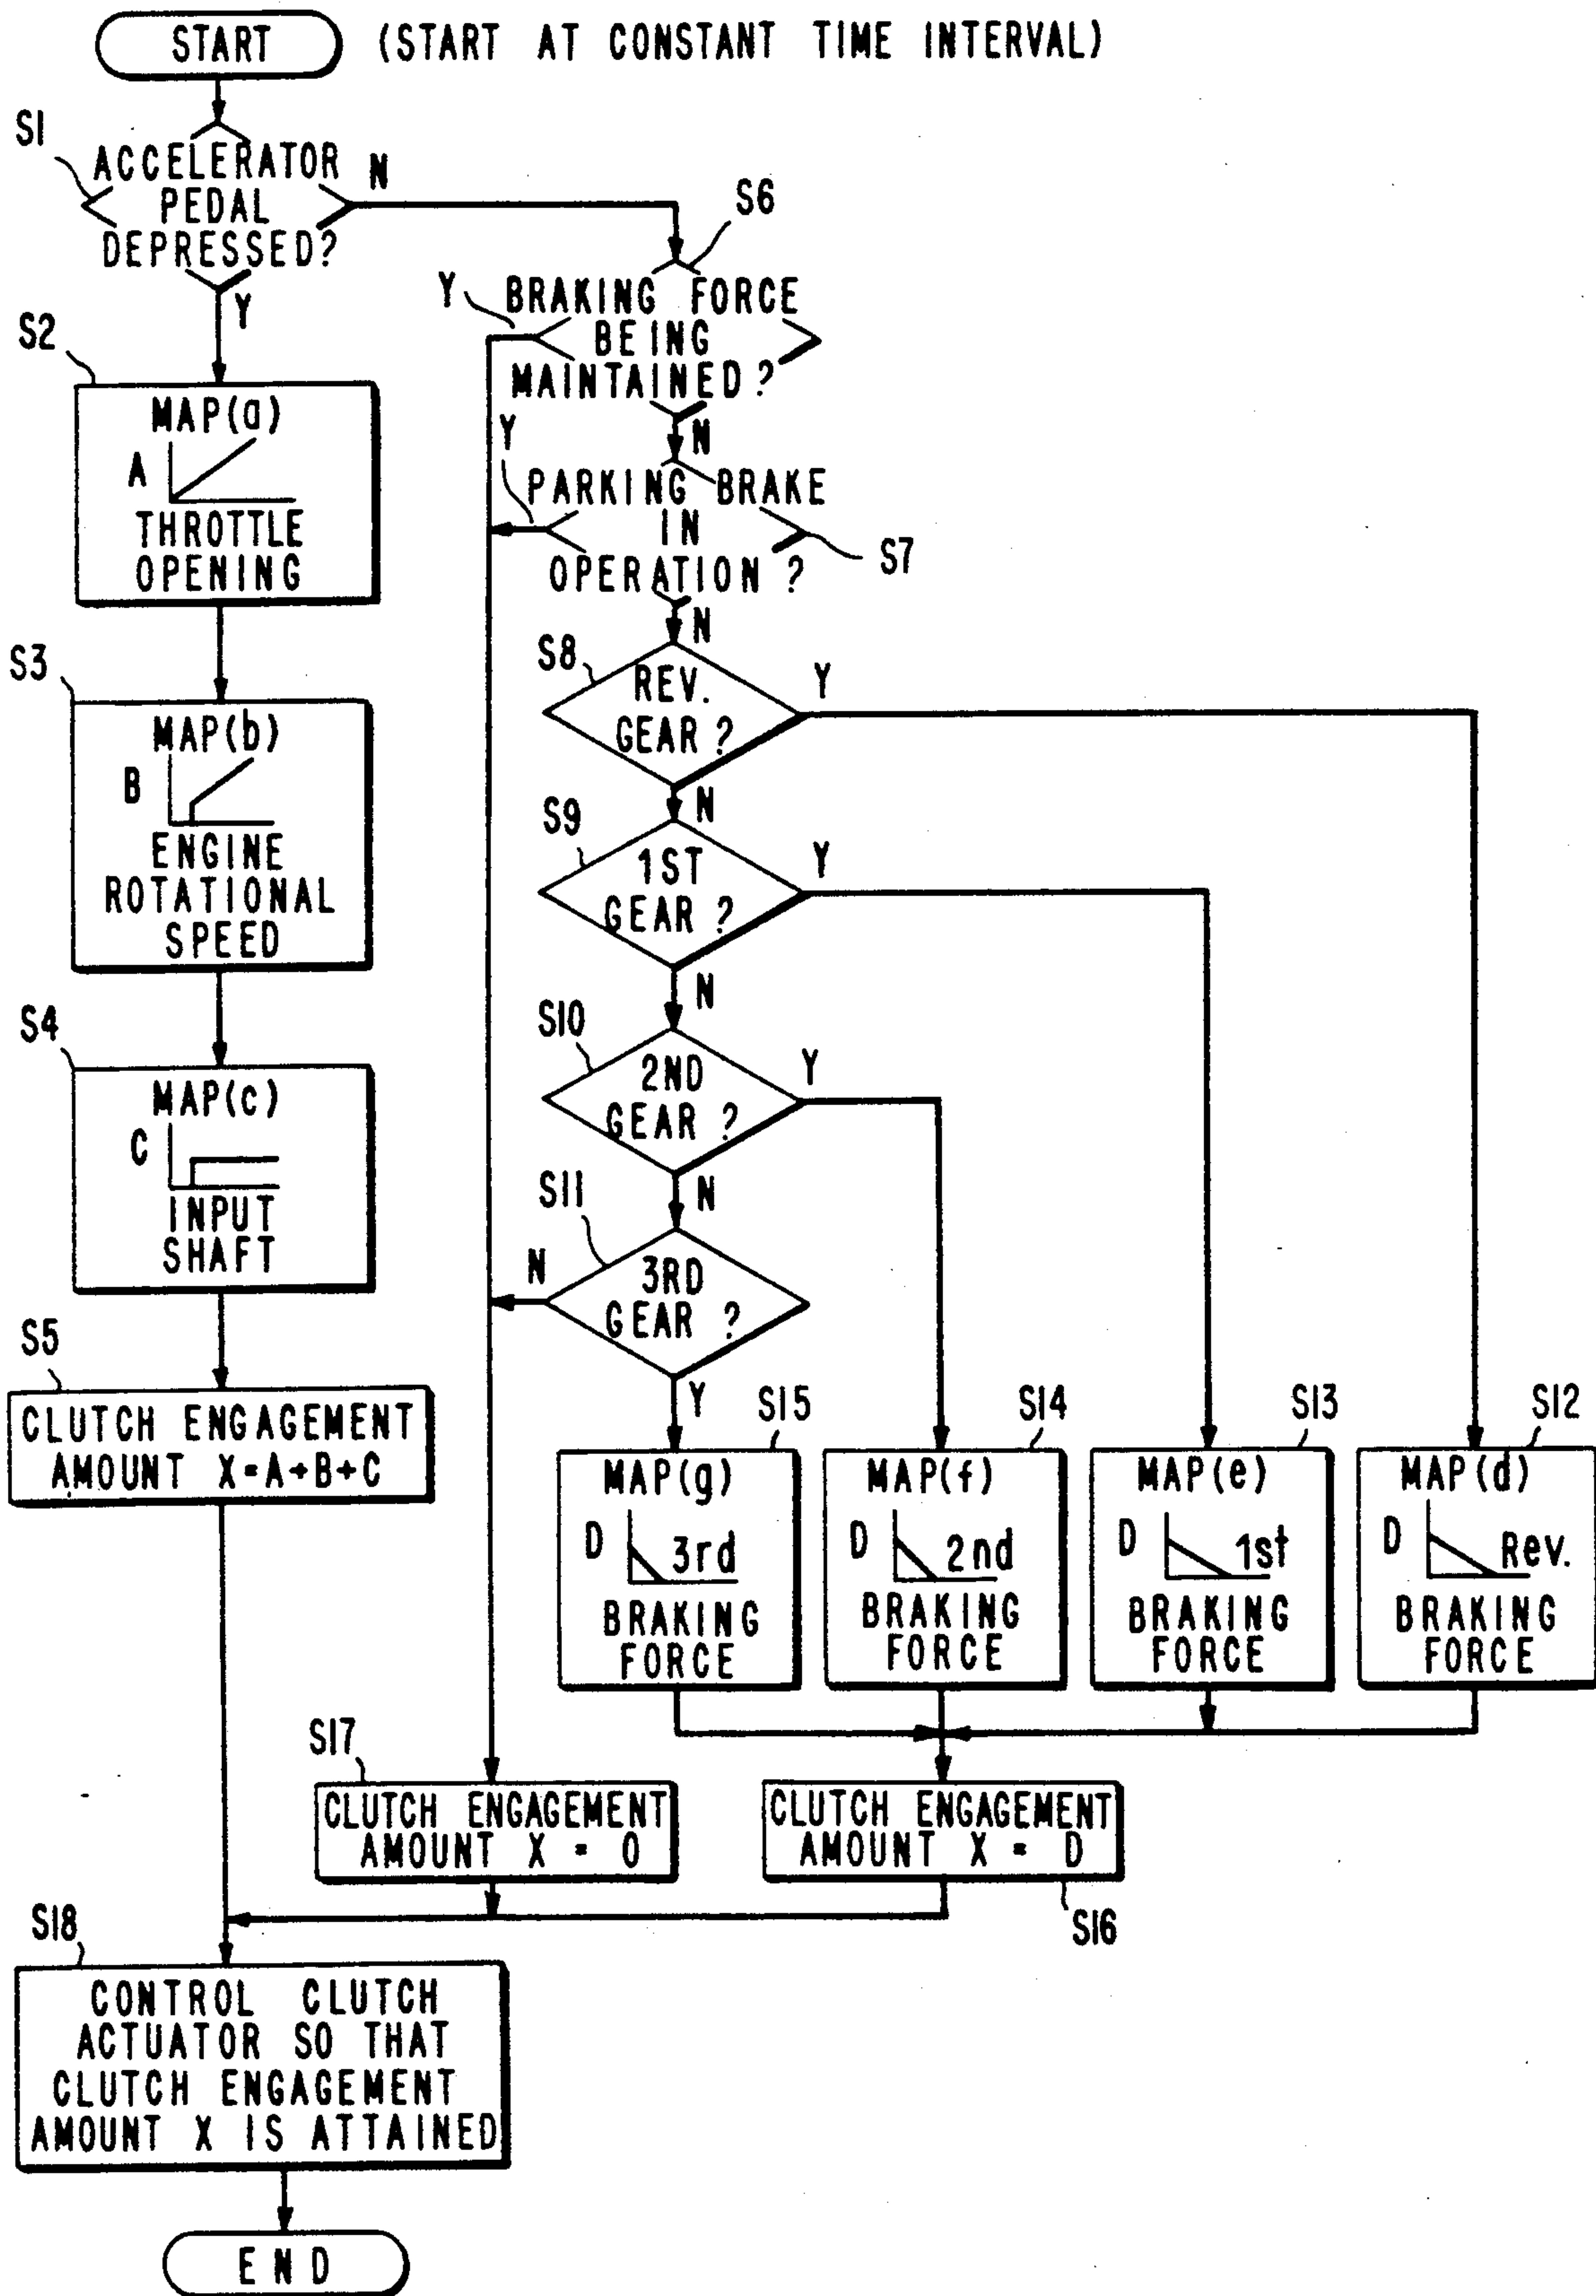 START (START AT CONSTANT TIME INTERVAL)
S1
ACCELERATOR
PEDAL
DEPRESSED?
N
Y
S2
MAP(a)
A
THROTTLE
OPENING
S3
MAP(b)
B
ENGINE
ROTATIONAL
SPEED
S4
MAP(c)
C
INPUT
SHAFT
S5
CLUTCH ENGAGEMENT
AMOUNT X=A+B+C
S6
Y
BRAKING FORCE
BEING
MAINTAINED?
N
Y
PARKING BRAKE
IN
OPERATION ?
S7
N
S8
REV.
GEAR ?
Y
N
S9
1ST
GEAR ?
Y
N
S10
2ND
GEAR ?
Y
N
S11
3RD
GEAR ?
N
Y
S15
MAP(g)
D 3rd
BRAKING
FORCE
S14
MAP(f)
D 2nd
BRAKING
FORCE
S13
MAP(e)
D 1st
BRAKING
FORCE
S12
MAP(d)
D Rev.
BRAKING
FORCE
S17
CLUTCH ENGAGEMENT
AMOUNT X = 0
CLUTCH ENGAGEMENT
AMOUNT X = D
S16
S18
CONTROL CLUTCH
ACTUATOR SO THAT
CLUTCH ENGAGEMENT
AMOUNT X IS ATTAINED
END